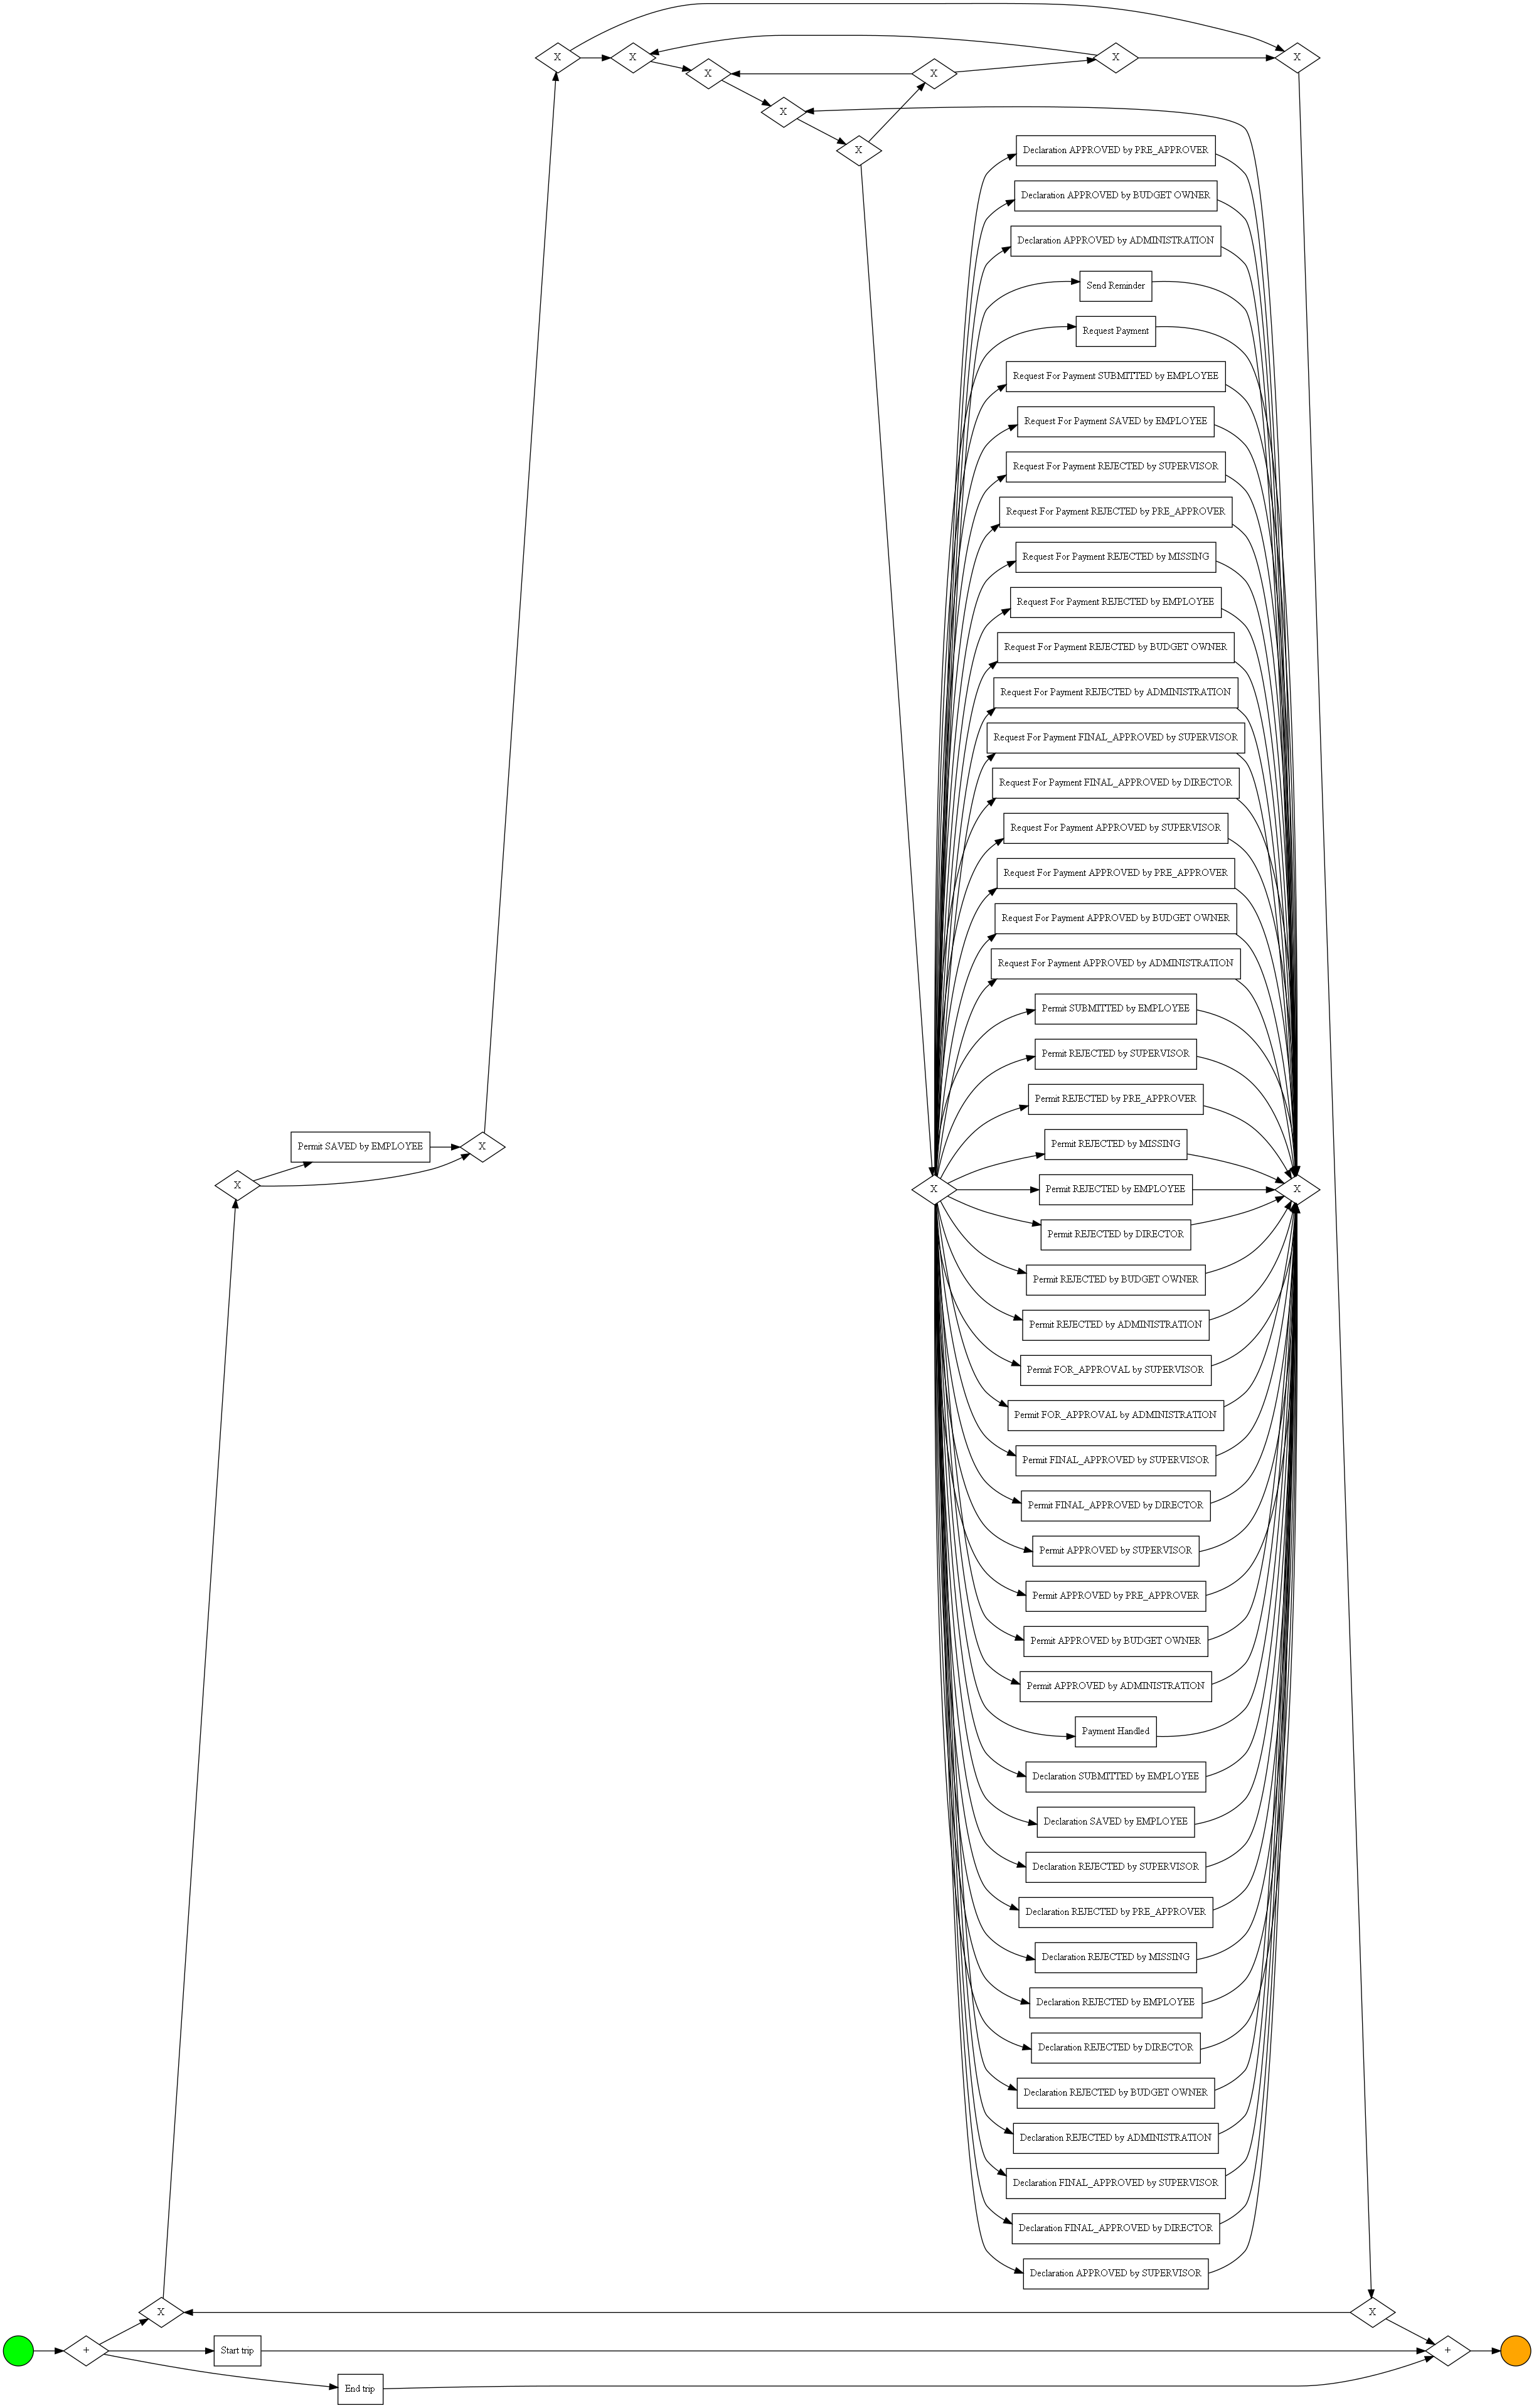 X
X
X
X
X
X
X
X
Declaration APPROVED by PRE_APPROVER
Declaration APPROVED by BUDGET OWNER
Declaration APPROVED by ADMINISTRATION
Send Reminder
Request Payment
Request For Payment SUBMITTED by EMPLOYEE
Request For Payment SAVED by EMPLOYEE
Request For Payment REJECTED by SUPERVISOR
Request For Payment REJECTED by PRE_APPROVER
Request For Payment REJECTED by MISSING
Request For Payment REJECTED by EMPLOYEE
Request For Payment REJECTED by BUDGET OWNER
Request For Payment REJECTED by ADMINISTRATION
Request For Payment FINAL_APPROVED by SUPERVISOR
Request For Payment FINAL_APPROVED by DIRECTOR
Request For Payment APPROVED by SUPERVISOR
Request For Payment APPROVED by PRE_APPROVER
Request For Payment APPROVED by BUDGET OWNER
Request For Payment APPROVED by ADMINISTRATION
Permit SUBMITTED by EMPLOYEE
Permit REJECTED by SUPERVISOR
Permit REJECTED by PRE_APPROVER
Permit SAVED by EMPLOYEE
X
Permit REJECTED by MISSING
X
X
Permit REJECTED by EMPLOYEE
X
Permit REJECTED by DIRECTOR
Permit REJECTED by BUDGET OWNER
Permit REJECTED by ADMINISTRATION
Permit FOR_APPROVAL by SUPERVISOR
Permit FOR_APPROVAL by ADMINISTRATION
Permit FINAL_APPROVED by SUPERVISOR
Permit FINAL_APPROVED by DIRECTOR
Permit APPROVED by SUPERVISOR
Permit APPROVED by PRE_APPROVER
Permit APPROVED by BUDGET OWNER
Permit APPROVED by ADMINISTRATION
Payment Handled
Declaration SUBMITTED by EMPLOYEE
Declaration SAVED by EMPLOYEE
Declaration REJECTED by SUPERVISOR
Declaration REJECTED by PRE_APPROVER
Declaration REJECTED by MISSING
Declaration REJECTED by EMPLOYEE
Declaration REJECTED by DIRECTOR
Declaration REJECTED by BUDGET OWNER
Declaration REJECTED by ADMINISTRATION
Declaration FINAL_APPROVED by SUPERVISOR
Declaration FINAL_APPROVED by DIRECTOR
Declaration APPROVED by SUPERVISOR
X
X
+
Start trip
+
End trip